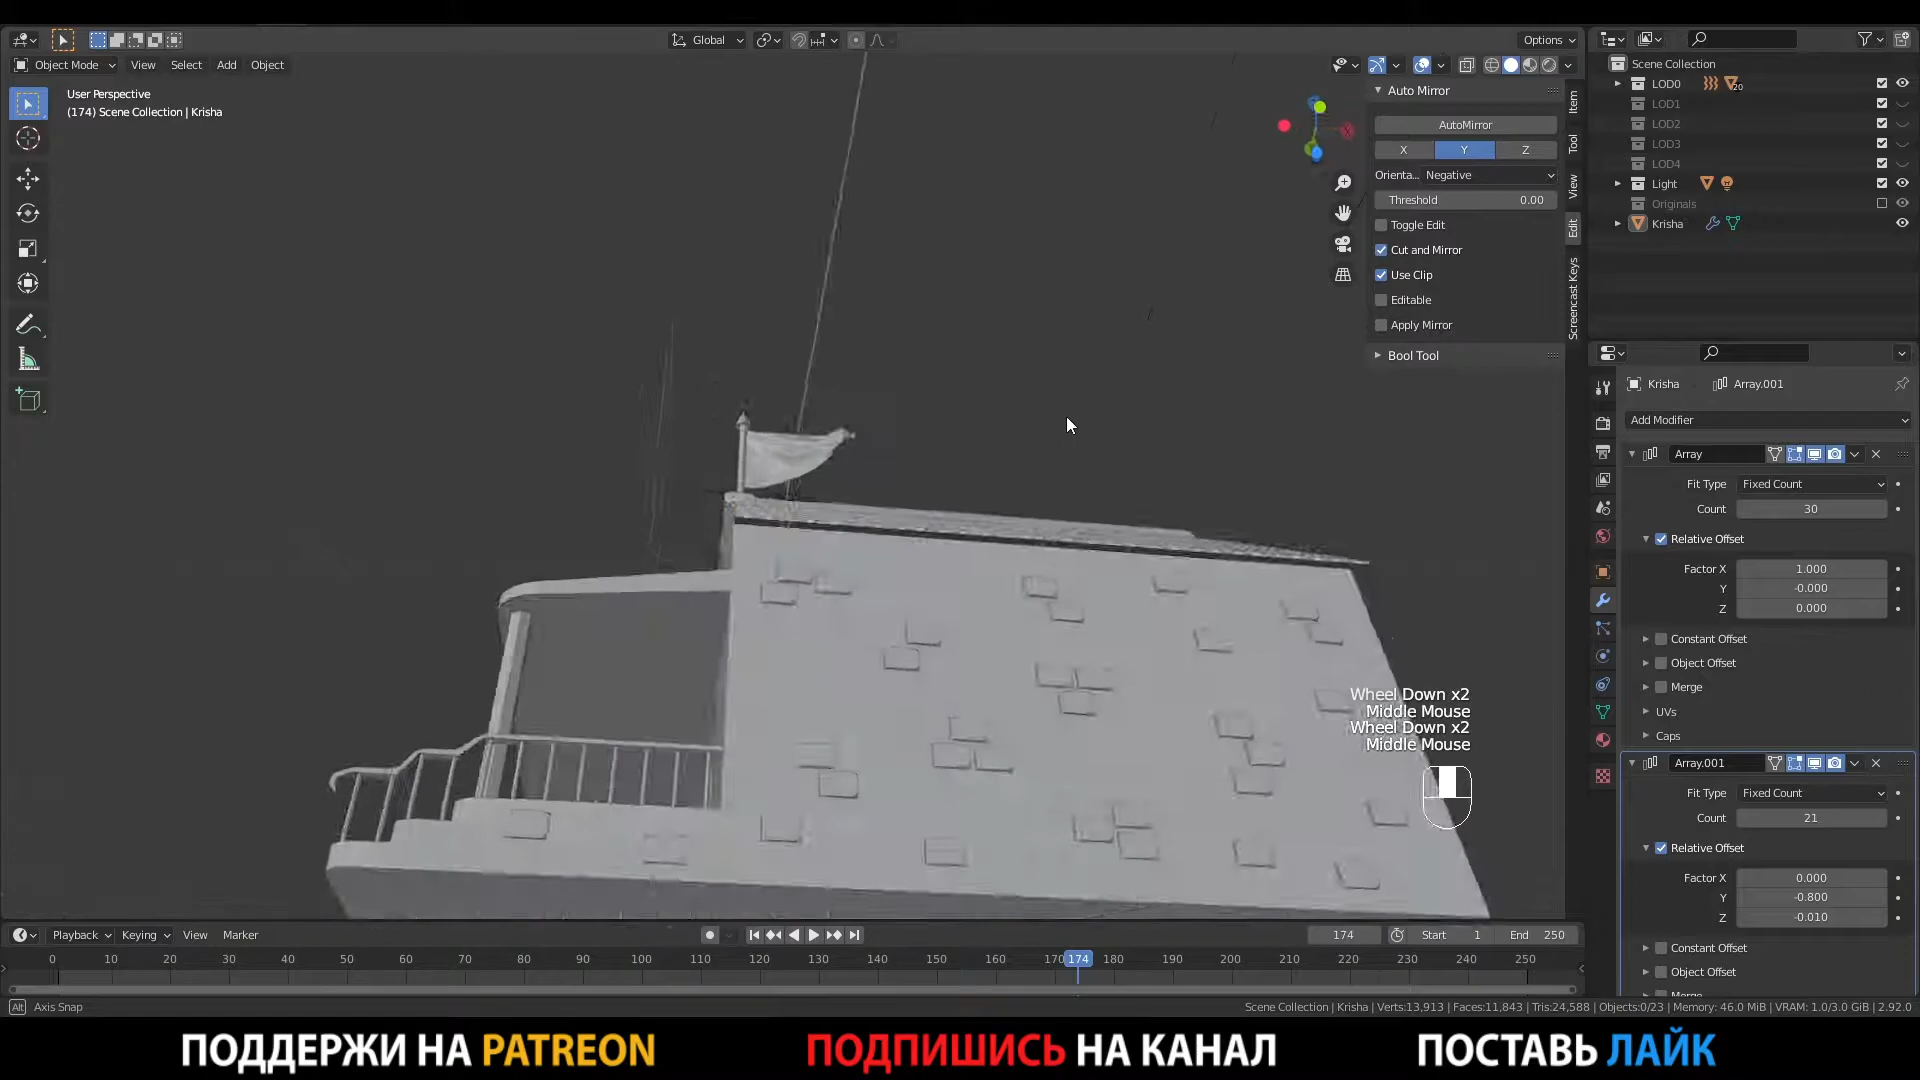 Global
Options
Object Mode
View
Select
Add
Object
User Perspective
(174) Scene Collection | Krisha
Auto Mirror
AutoMirror
X
Y
Z
Orienta...
Negative
Threshold
0.00
Toggle Edit
Cut and Mirror
Use Clip
Editable
Apply Mirror
Bool Tool
Item
Tool
View
Edit
Screencast Keys
Scene Collection
LOD0
20
LOD1
LOD2
LOD3
LOD4
Light
Originals
Krisha
Krisha
Array.001
Add Modifier
Array
Fit Type
Fixed Count
Count
30
Relative Offset
Factor X
1.000
Y
-0.000
Z
0.000
Constant Offset
Object Offset
Merge
UVs
Caps
Array.001
Fit Type
Fixed Count
Count
21
Relative Offset
Factor X
0.000
Y
-0.800
Z
-0.010
Constant Offset
Object Offset
Merge
Wheel Down x2
Middle Mouse
Wheel Down x2
Middle Mouse
Playback
Keying
View
Marker
174
Start
1
End
250
0
10
20
30
40
50
60
70
80
90
100
110
120
130
140
150
160
170
174
180
190
200
210
220
230
240
250
Alt
Axis Snap
Scene Collection | Krisha | Verts:13,913 | Faces:11,843 | Tris:24,588 | Objects:0/23 | Memory: 46.0 MiB | VRAM: 1.0/3.0 GiB | 2.92.0
ПОДДЕРЖИ НА PATREON
ПОДПИШИСЬ НА КАНАЛ
ПОСТАВЬ ЛАЙК